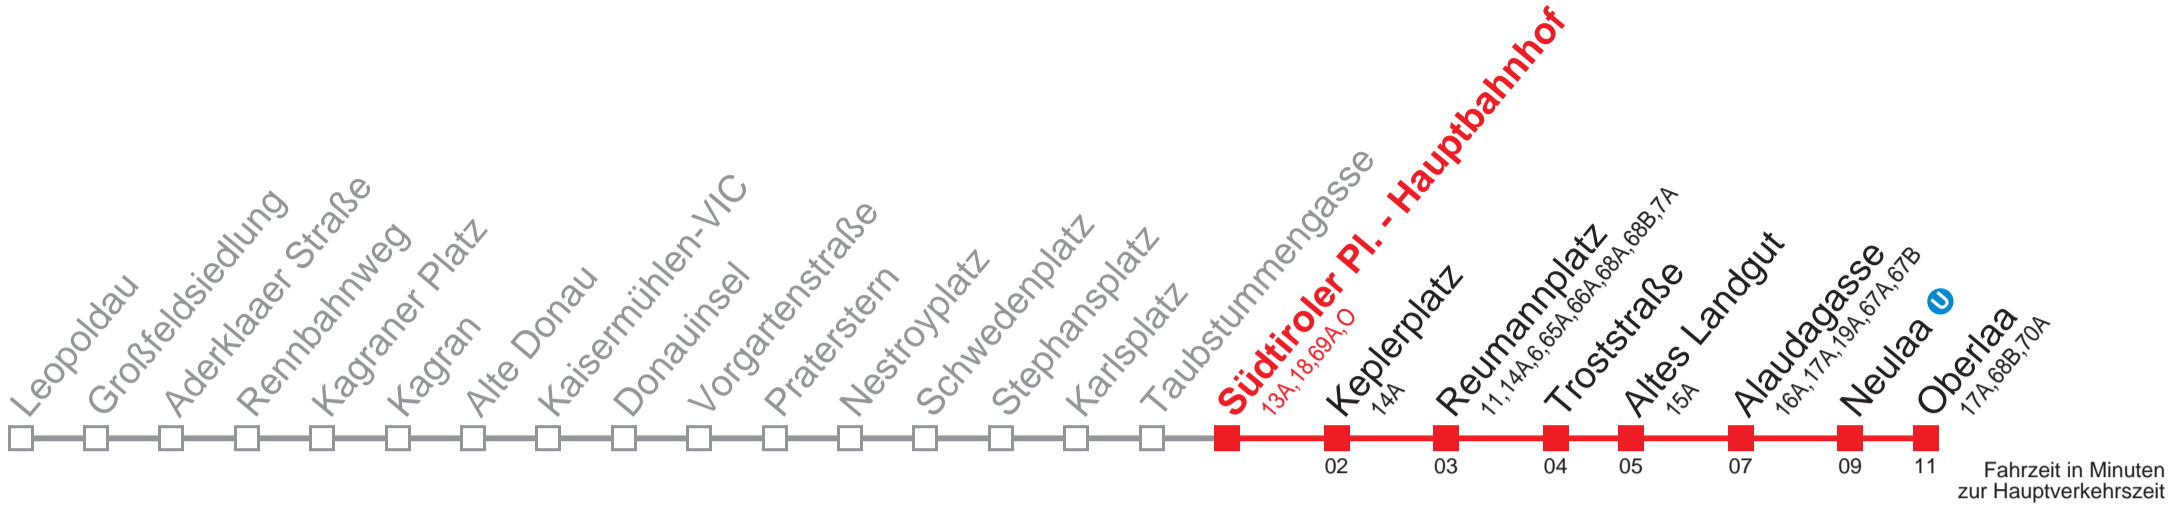 Leopoldau
Großfeldsiedlung
Aderklaaer Straße
Rennbahnweg
Kagraner Platz
Kagran
Alte Donau
Kaisermühlen-VIC
Donauinsel
Vorgartenstraße
Praterstern
Nestroyplatz
Schwedenplatz
Stephansplatz
Karlsplatz
Taubstummengasse
Südtiroler Pl. - Hauptbahnhof
13A,18,69A,O
Keplerplatz
14A
Reumannplatz
11,14A,6,65A,66A,68A,68B,7A
Troststraße
Altes Landgut
15A
Alaudagasse
16A,17A,19A,67A,67B
Neulaa U
Oberlaa
17A,68B,70A
02 03 04 05 07 09 11
Fahrzeit in Minuten
zur Hauptverkehrszeit